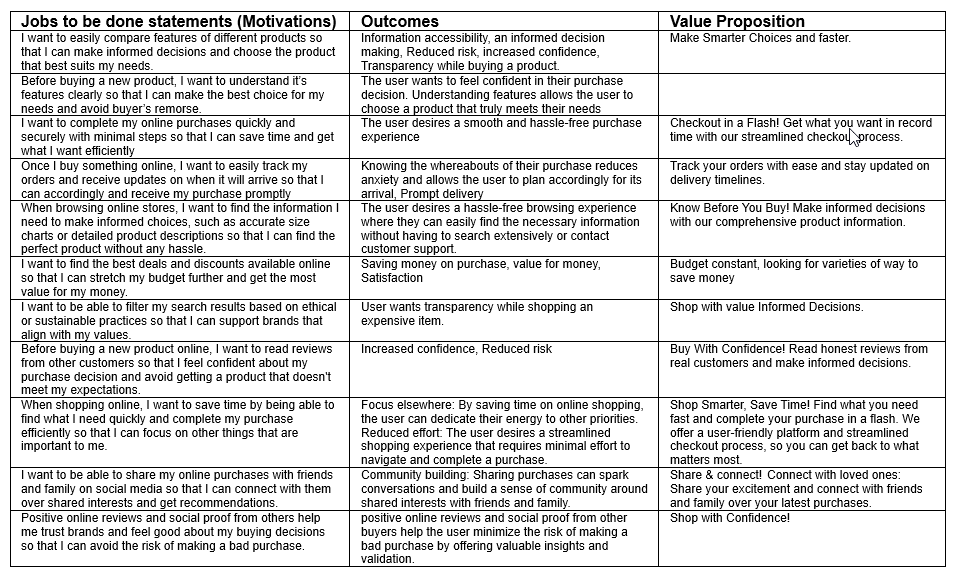 Jobs to be done statements (Motivations)
Outcomes
Value Proposition
I want to easily compare features of different products so
that I can make informed decisions and choose the product
that best suits my needs.
Information accessibility, an informed decision
making, Reduced risk, increased confidence,
Transparency while buying a product.
Make Smarter Choices and faster.
Before buying a new product, I want to understand it's
features clearly so that I can make the best choice for my
needs and avoid buyer's remorse.
The user wants to feel confident in their purchase
decision. Understanding features allows the user to
choose a product that truly meets their needs
I want to complete my online purchases quickly and
securely with minimal steps so that I can save time and get
what I want efficiently
The user desires a smooth and hassle-free purchase
experience
Checkout in a Flash! Get what you want in record
time with our streamlined checkout process.
Once I buy something online, I want to easily track my
orders and receive updates on when it will arrive so that I
can accordingly and receive my purchase promptly
Knowing the whereabouts of their purchase reduces
anxiety and allows the user to plan accordingly for its
arrival, Prompt delivery
Track your orders with ease and stay updated on
delivery timelines.
When browsing online stores, I want to find the information I
need to make informed choices, such as accurate size
charts or detailed product descriptions so that I can find the
perfect product without any hassle.
The user desires a hassle-free browsing experience
where they can easily find the necessary information
without having to search extensively or contact
customer support.
Know Before You Buy! Make informed decisions
with our comprehensive product information.
I want to find the best deals and discounts available online
so that I can stretch my budget further and get the most
value for my money.
Saving money on purchase, value for money,
Satisfaction
Budget constant, looking for varieties of way to
save money
I want to be able to filter my search results based on ethical
or sustainable practices so that I can support brands that
align with my values.
User wants transparency while shopping an
expensive item.
Shop with value Informed Decisions.
Before buying a new product online, I want to read reviews
from other customers so that I feel confident about my
purchase decision and avoid getting a product that doesn't
meet my expectations.
Increased confidence, Reduced risk
Buy With Confidence! Read honest reviews from
real customers and make informed decisions.
When shopping online, I want to save time by being able to
find what I need quickly and complete my purchase
efficiently so that I can focus on other things that are
important to me.
Focus elsewhere: By saving time on online shopping,
the user can dedicate their energy to other priorities.
Reduced effort: The user desires a streamlined
shopping experience that requires minimal effort to
navigate and complete a purchase.
Shop Smarter, Save Time! Find what you need
fast and complete your purchase in a flash. We
offer a user-friendly platform and streamlined
checkout process, so you can get back to what
matters most.
I want to be able to share my online purchases with friends
and family on social media so that I can connect with them
over shared interests and get recommendations.
Community building: Sharing purchases can spark
conversations and build a sense of community around
shared interests with friends and family.
Share & connect! Connect with loved ones:
Share your excitement and connect with friends
and family over your latest purchases.
Positive online reviews and social proof from others help
me trust brands and feel good about my buying decisions
so that I can avoid the risk of making a bad purchase.
positive online reviews and social proof from other
buyers help the user minimize the risk of making a
bad purchase by offering valuable insights and
validation.
Shop with Confidence!